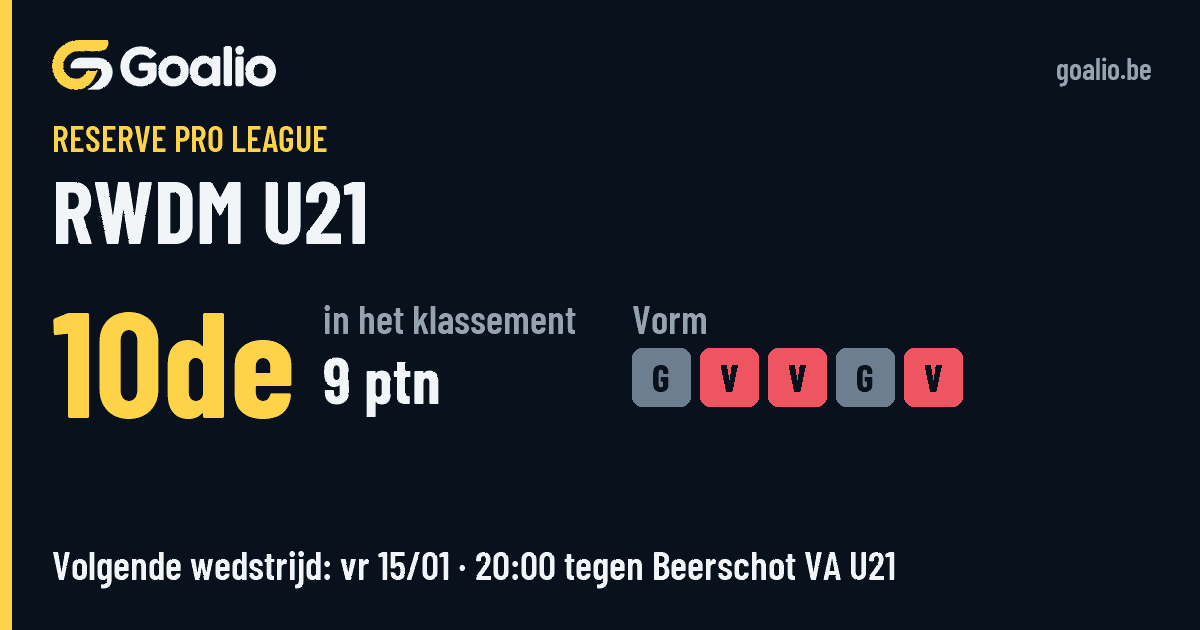 Goalio
goalio.be
RESERVE PRO LEAGUE
RWDM U21
10de
in het klassement
9 ptn
Vorm
G V V G V
Volgende wedstrijd: vr 15/01 · 20:00 tegen Beerschot VA U21